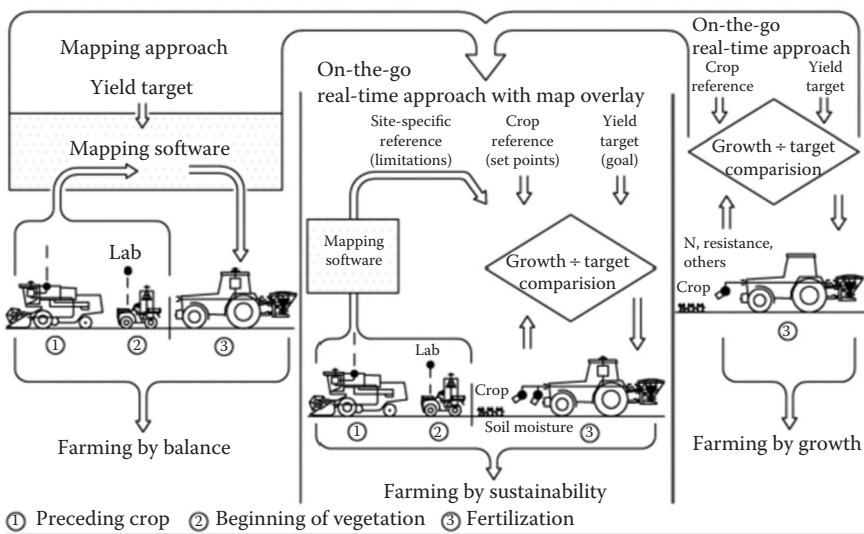 Mapping approach
Yield target
Mapping software
Lab
①
②
③
Farming by balance
On-the-go
real-time approach with map overlay
Site-specific
reference
(limitations)
Crop
reference
(set points)
Yield
target
(goal)
Mapping
software
Growth ÷ target
comparision
Lab
Crop
Soil moisture
①
②
③
Farming by sustainability
On-the-go
real-time approach
Crop
reference
Yield
target
Growth ÷ target
comparision
N, resistance,
others
Crop
③
Farming by growth
① Preceding crop ② Beginning of vegetation ③ Fertilization